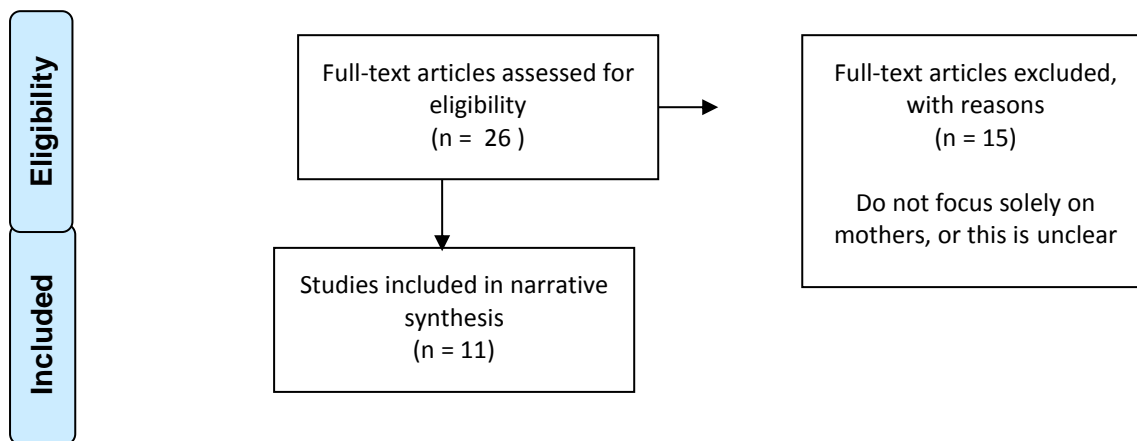 Eligibility
Full-text articles assessed for
eligibility
(n =  26 )
Full-text articles excluded,
with reasons
(n = 15)
Do not focus solely on
mothers, or this is unclear
Included
Studies included in narrative
synthesis
(n = 11)